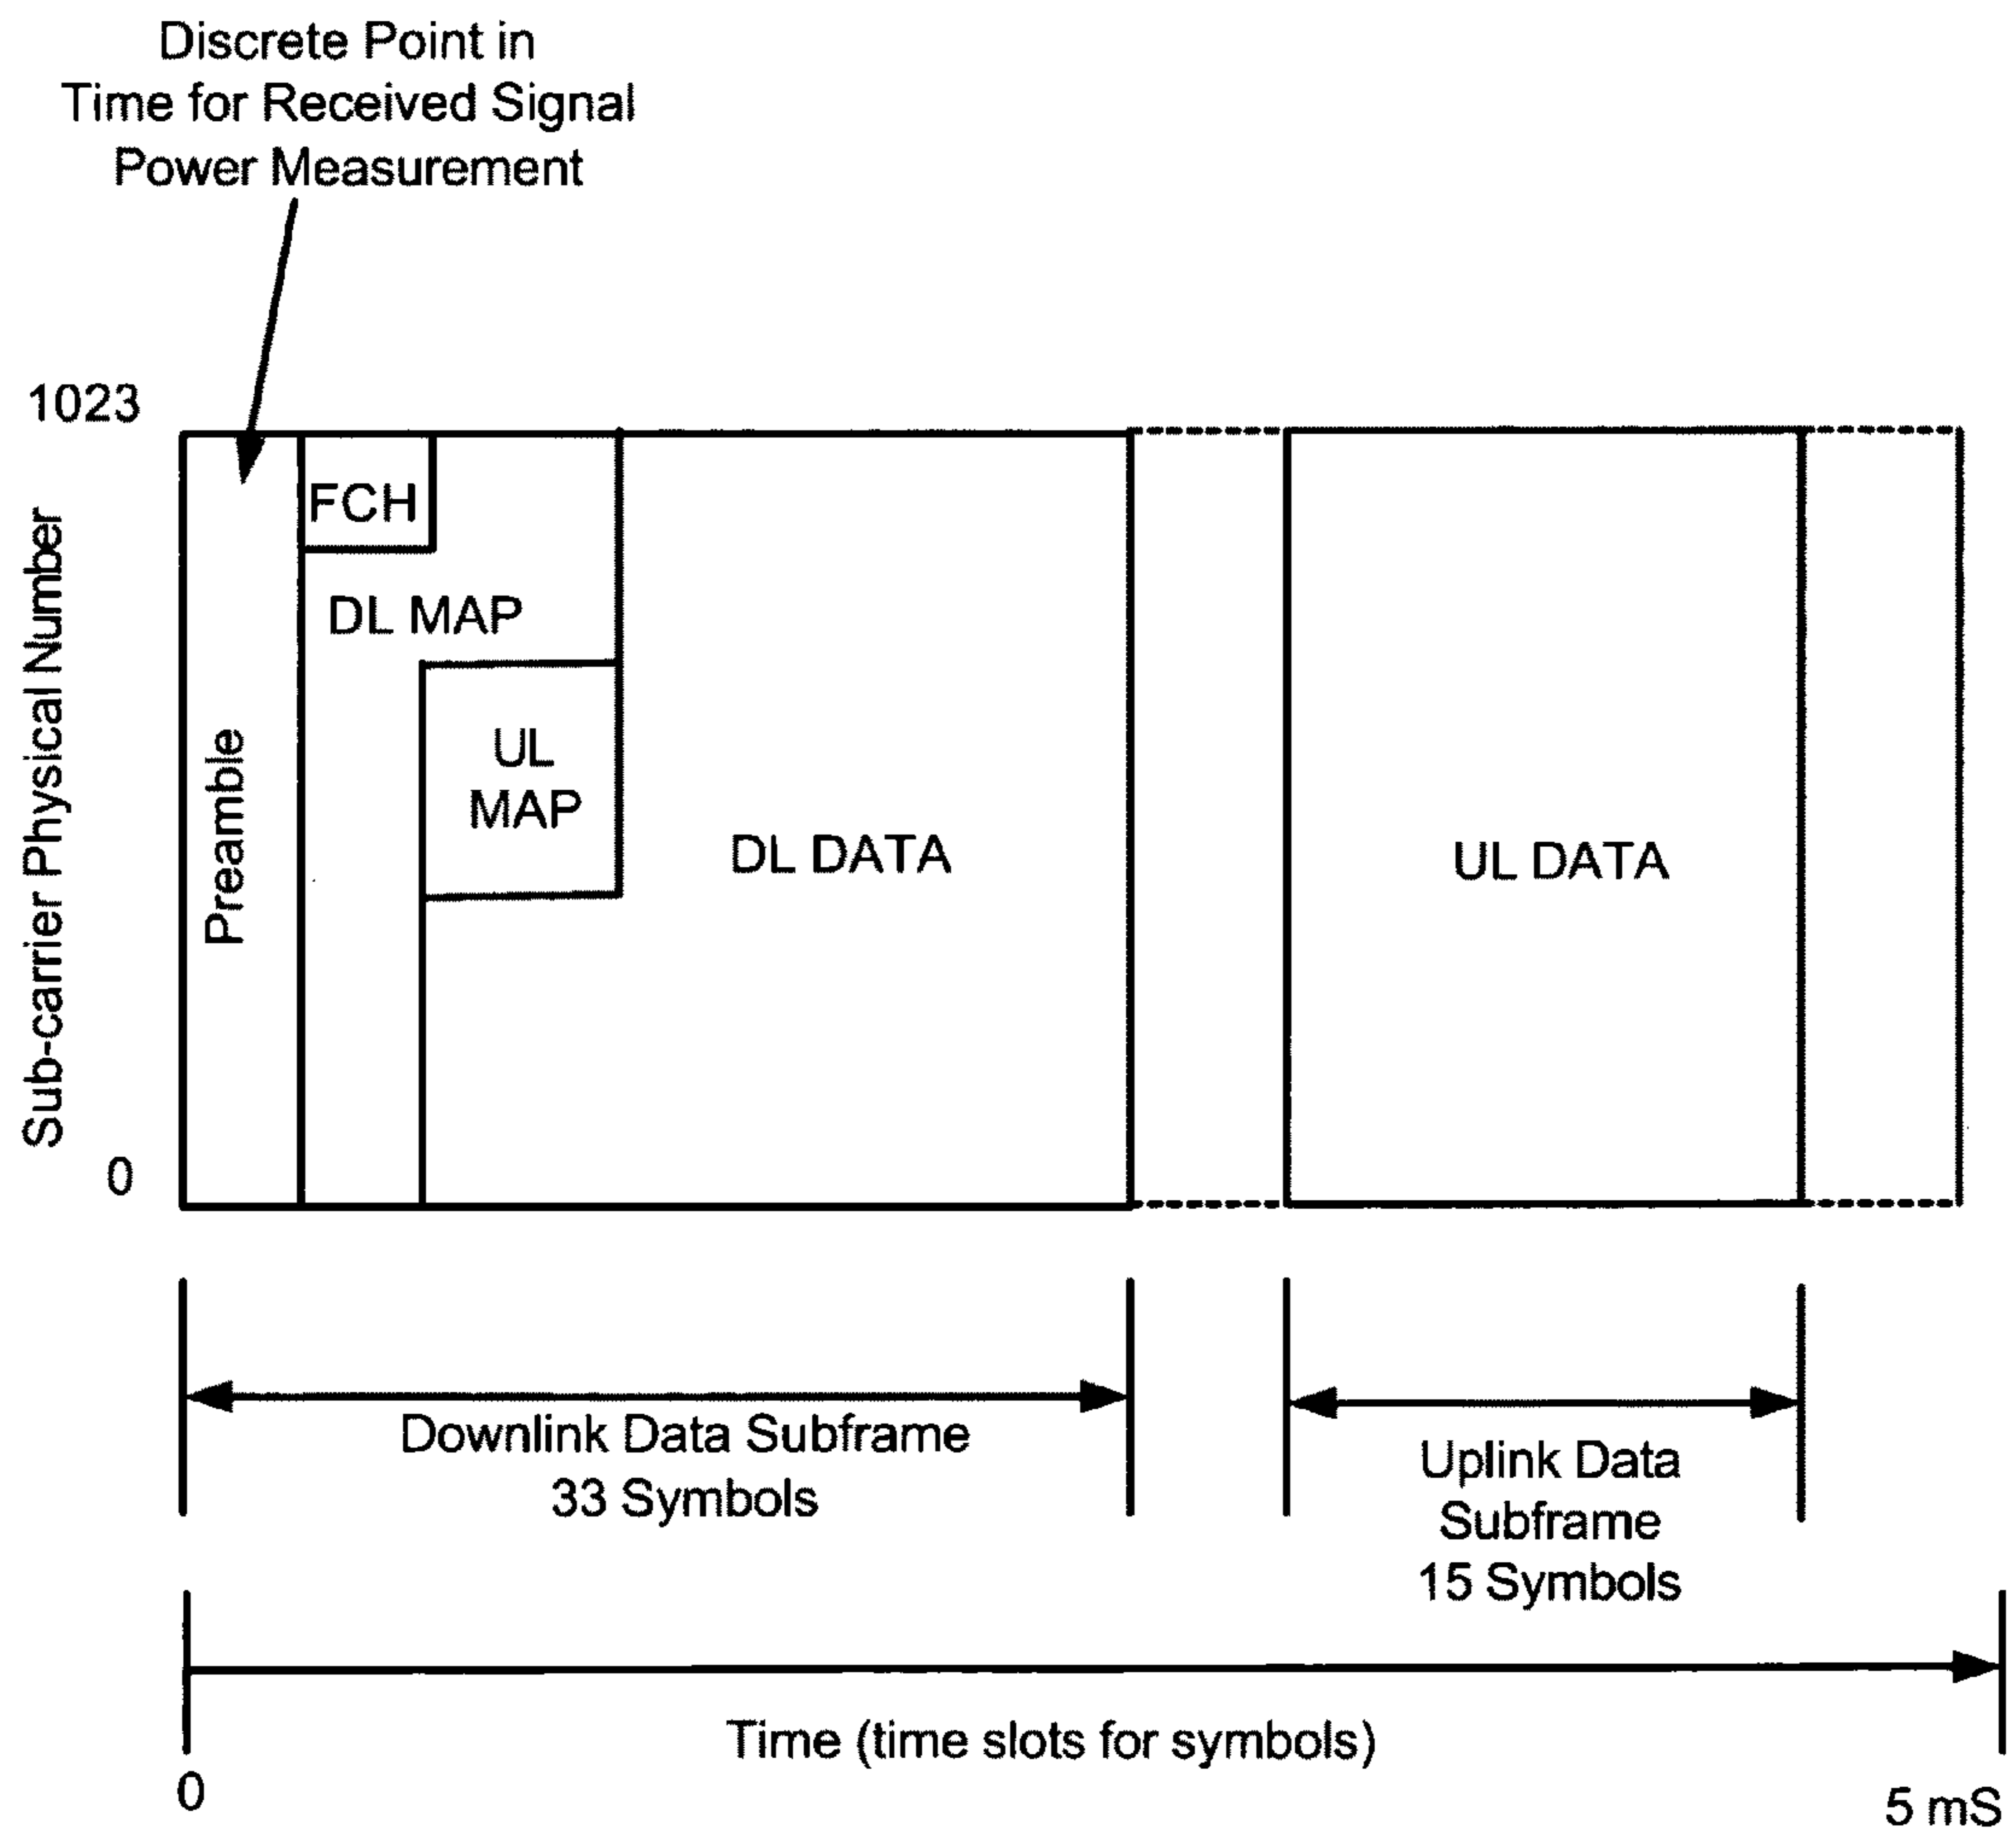 Discrete Point in
Time for Received Signal
Power Measurement
1023
Sub-carrier Physical Number
0
Preamble
FCH
DL MAP
UL
MAP
DL DATA
UL DATA
Downlink Data Subframe
33 Symbols
Uplink Data
Subframe
15 Symbols
Time (time slots for symbols)
0
5 mS